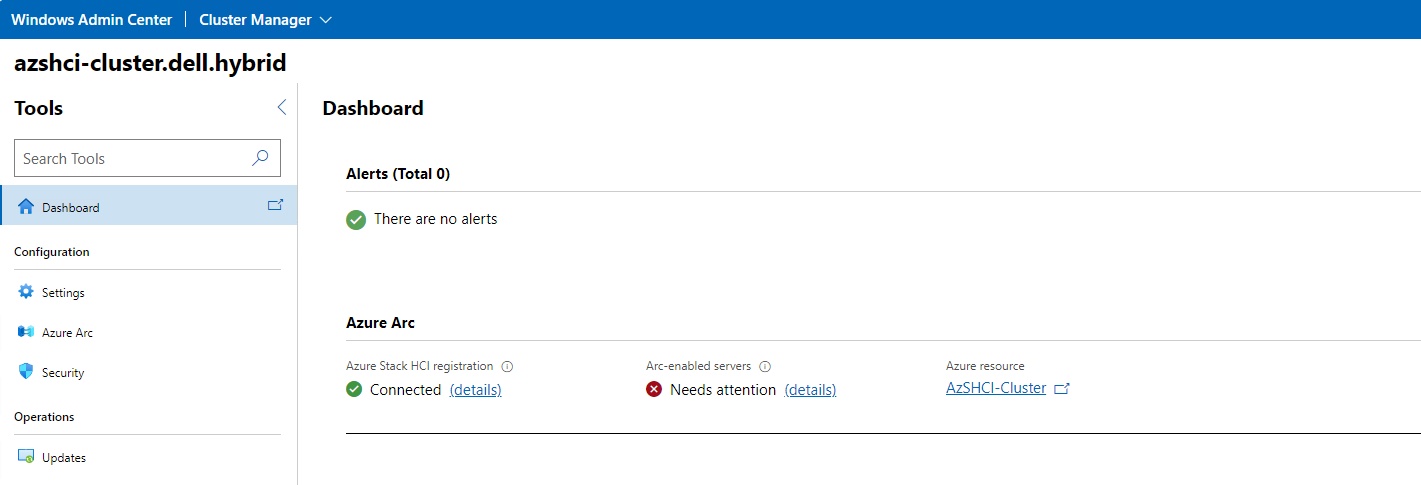 Windows Admin Center | Cluster Manager
azshci-cluster.dell.hybrid
Tools
Search Tools
Dashboard
Configuration
Settings
Azure Arc
Security
Operations
Updates
Dashboard
Alerts (Total 0)
There are no alerts
Azure Arc
Azure Stack HCI registration
Connected (details)
Arc-enabled servers
Needs attention (details)
Azure resource
AzSHCI-Cluster